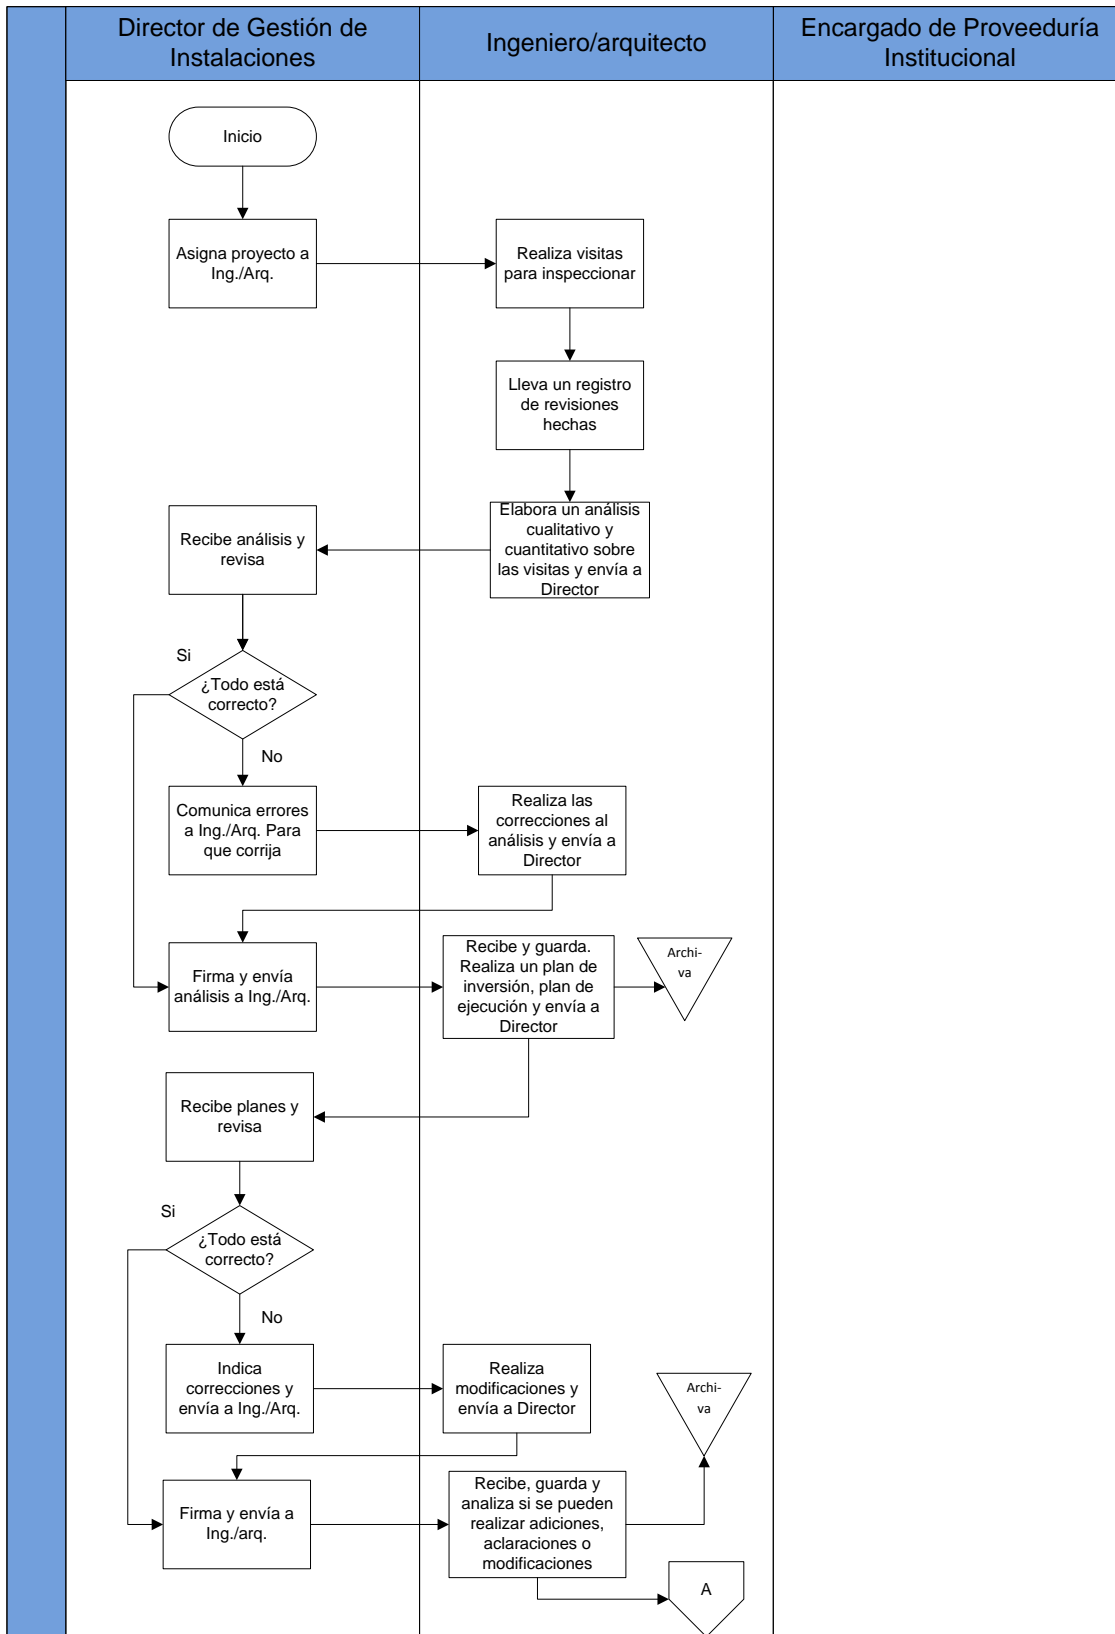 Director de Gestión de
Instalaciones
Ingeniero/arquitecto
Encargado de Proveeduría
Institucional
Inicio
Asigna proyecto a
Ing./Arq.
Realiza visitas
para inspeccionar
Lleva un registro
de revisiones
hechas
Elabora un análisis
cualitativo y
cuantitativo sobre
las visitas y envía a
Director
Recibe análisis y
revisa
Si
¿Todo está
correcto?
No
Comunica errores
a Ing./Arq. Para
que corrija
Realiza las
correcciones al
análisis y envía a
Director
Firma y envía
análisis a Ing./Arq.
Recibe y guarda.
Realiza un plan de
inversión, plan de
ejecución y envía a
Director
Archi-
va
Recibe planes y
revisa
Si
¿Todo está
correcto?
No
Indica
correcciones y
envía a Ing./Arq.
Realiza
modificaciones y
envía a Director
Archi-
va
Firma y envía a
Ing./arq.
Recibe, guarda y
analiza si se pueden
realizar adiciones,
aclaraciones o
modificaciones
A